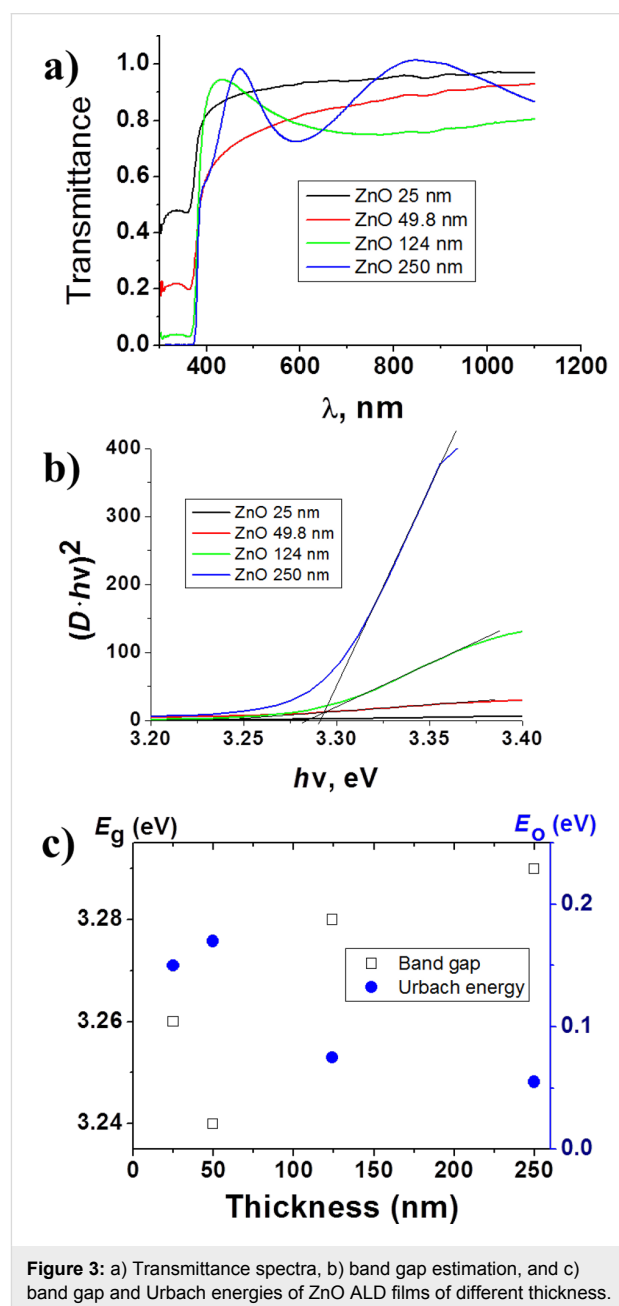 a)
Transmittance
1.0
0.8
0.6
0.4
0.2
0.0
ZnO 25 nm
ZnO 49.8 nm
ZnO 124 nm
ZnO 250 nm
400 600 800 1000 1200
λ, nm
b)
(D·hν)²
400
300
200
100
0
ZnO 25 nm
ZnO 49.8 nm
ZnO 124 nm
ZnO 250 nm
3.20 3.25 3.30 3.35 3.40
hν, eV
c)
E_g (eV)
E_O (eV)
3.28
3.26
3.24
0.2
0.1
0.0
Band gap
Urbach energy
0 50 100 150 200 250
Thickness (nm)
Figure 3: a) Transmittance spectra, b) band gap estimation, and c)
band gap and Urbach energies of ZnO ALD films of different thickness.